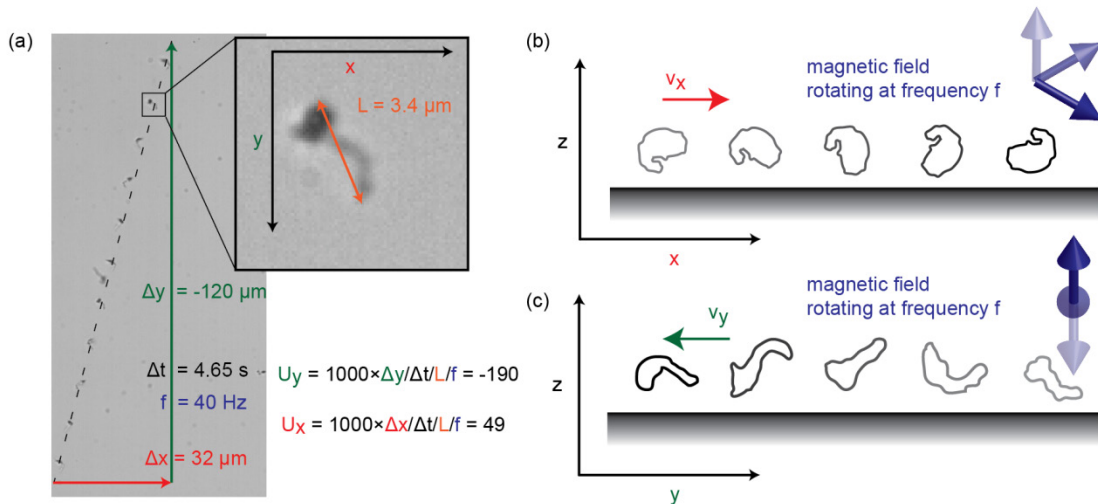 (a)
x
y
L = 3.4 μm
Δy = -120 μm
Δt = 4.65 s
f = 40 Hz
Δx = 32 μm
Uy = 1000×Δy/Δt/L/f = -190
Ux = 1000×Δx/Δt/L/f = 49
(b)
magnetic field
rotating at frequency f
vx
z
x
(c)
magnetic field
rotating at frequency f
vy
z
y